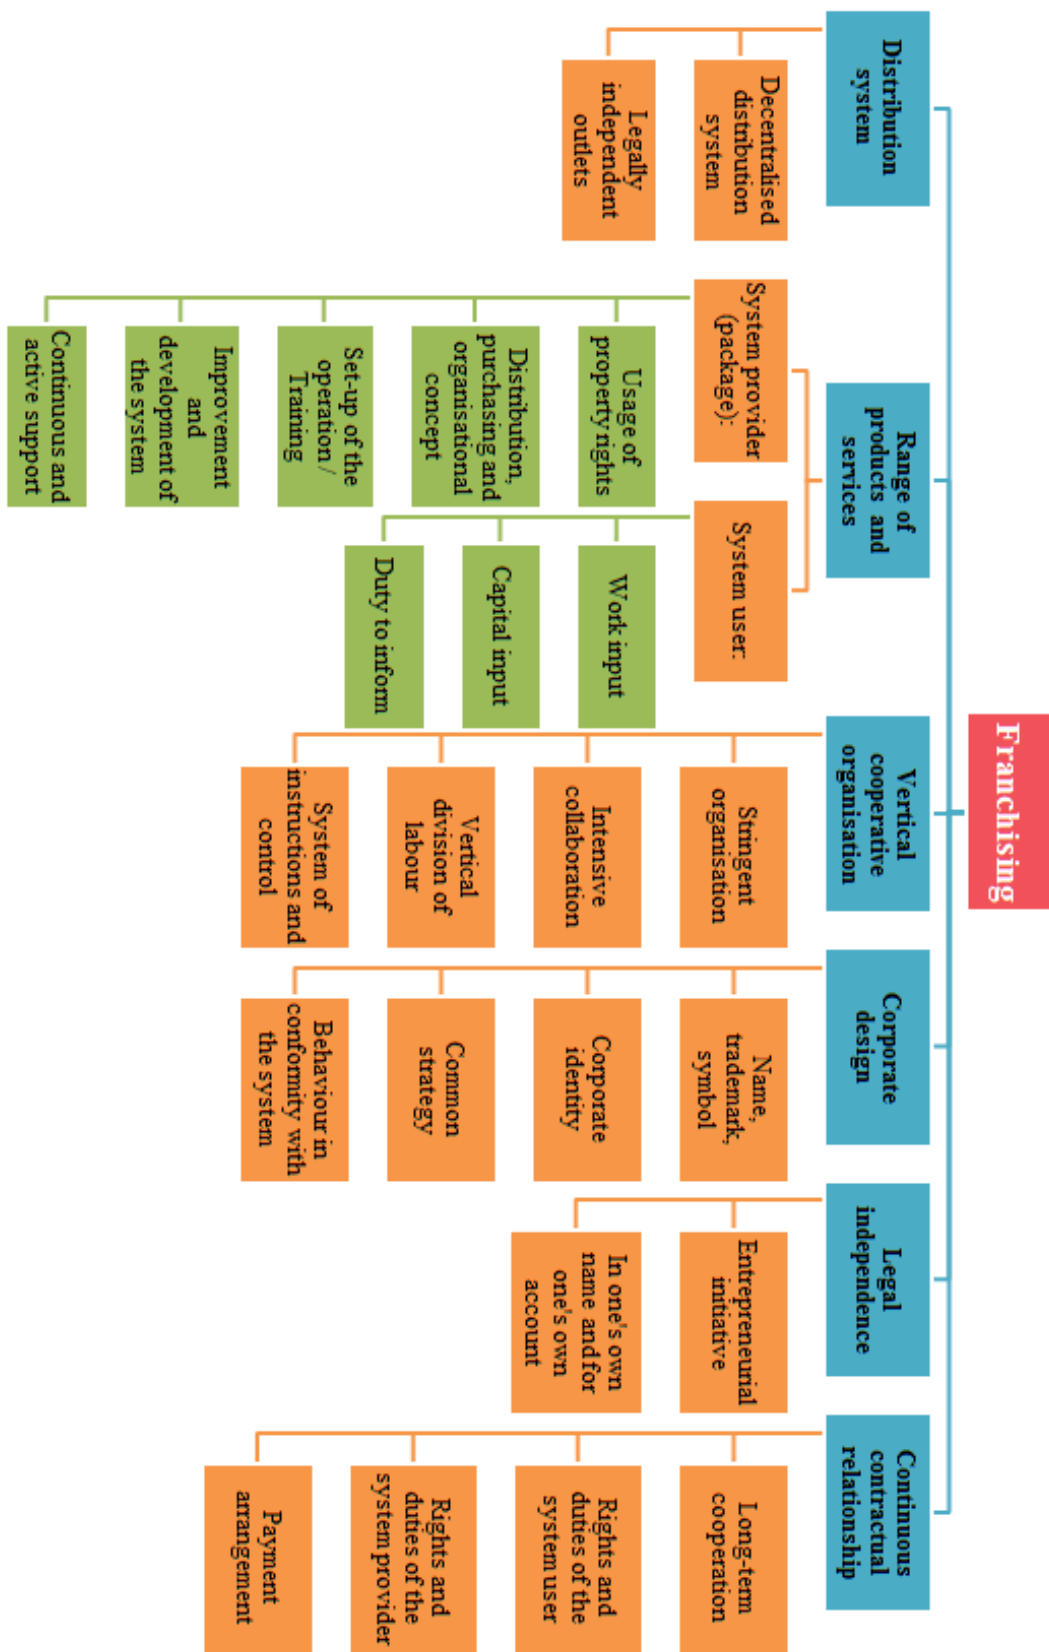 Franchising
Distribution
system
Decentralised
distribution
system
Legally
independent
outlets
Range of
products and
services
System provider
(package):
Usage of
property rights
Distribution,
purchasing and
organisational
concept
Set-up of the
operation /
Training
Improvement
and
development of
the system
Continuous and
active support
System user:
Work input
Capital input
Duty to inform
Vertical
cooperative
organisation
Stringent
organisation
Intensive
collaboration
Vertical
division of
labour
System of
instructions and
control
Corporate
design
Name,
trademark,
symbol
Corporate
identity
Common
strategy
Behaviour in
conformity with
the system
Legal
independence
Entrepreneurial
initiative
In one's own
name and for
one's own
account
Continuous
contractual
relationship
Long-term
cooperation
Rights and
duties of the
system user
Rights and
duties of the
system provider
Payment
arrangement